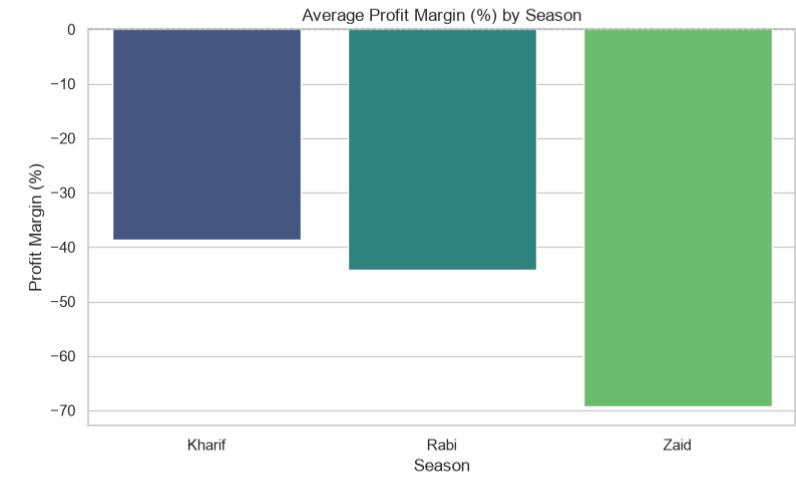 Average Profit Margin (%) by Season
0
−10
−20
−30
−40
−50
−60
−70
Profit Margin (%)
Kharif
Rabi
Zaid
Season